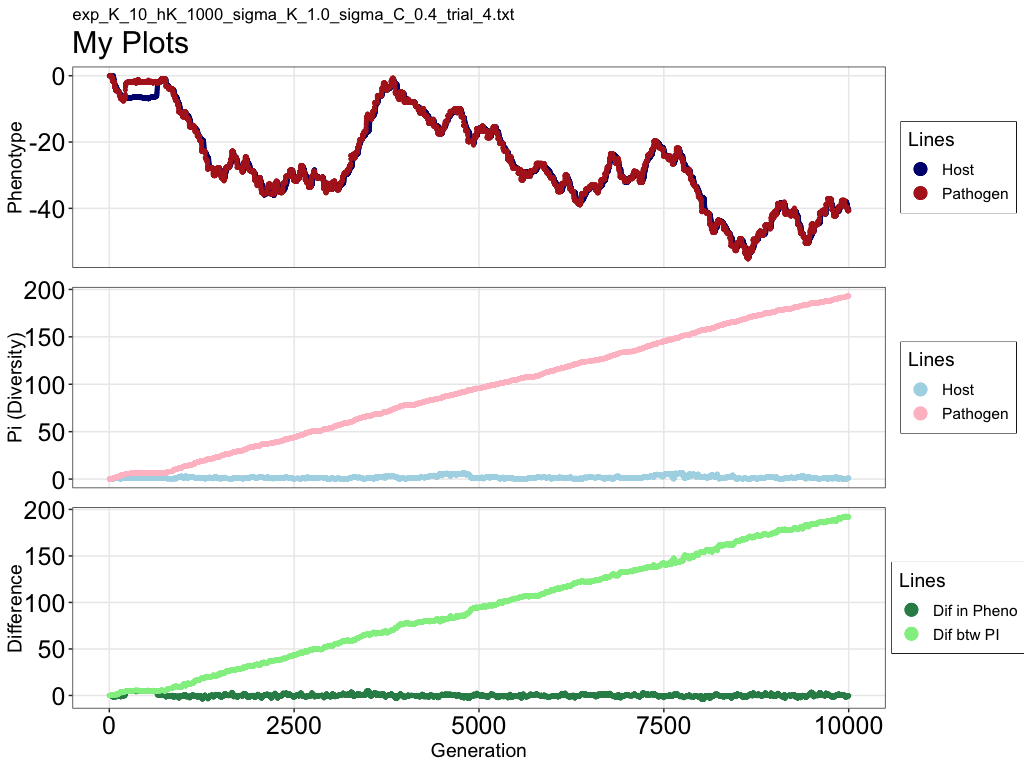 exp_K_10_hK_1000_sigma_K_1.0_sigma_C_0.4_trial_4.txt
My Plots
Phenotype
0
-20
-40
Lines
Host
Pathogen
Pi (Diversity)
200
150
100
50
0
Lines
Host
Pathogen
Difference
200
150
100
50
0
Lines
Dif in Pheno
Dif btw PI
0 2500 5000 7500 10000
Generation